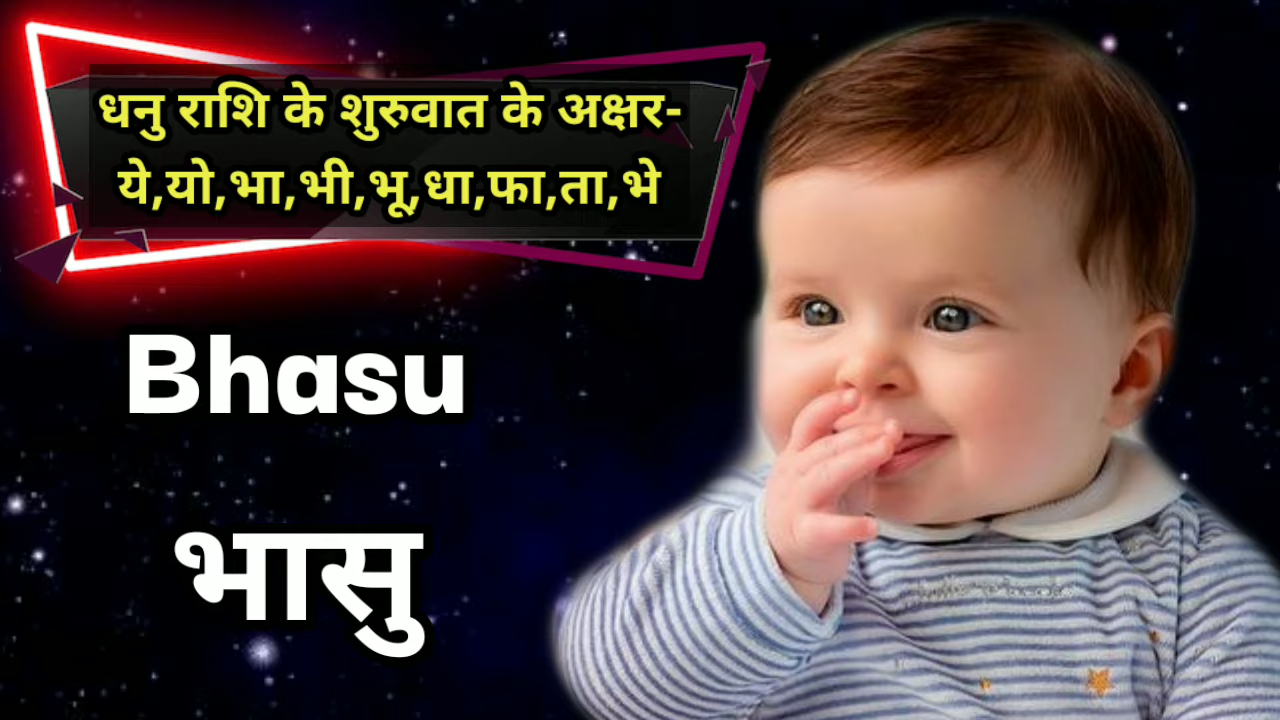 धनु राशि के शुरुवात के अक्षर-
ये,यो,भा,भी,भू,धा,फा,ता,भे
Bhasu
भासु